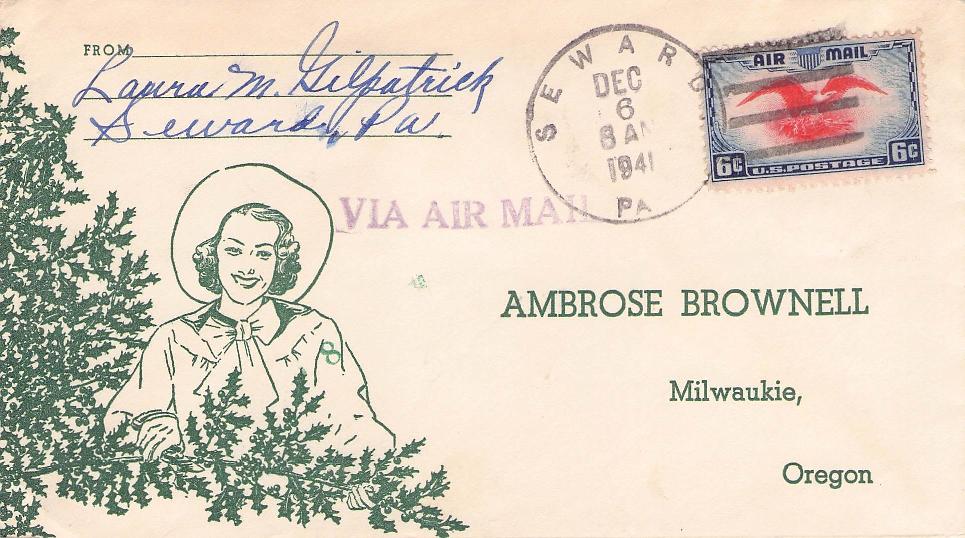 FROM
Laura M. Gilpatrick
Seward, Pa.
SEWARD
DEC
6
8 AM
1941
PA
AIR MAIL
6¢ U.S. POSTAGE 6¢
VIA AIR MAIL
8
AMBROSE BROWNELL
Milwaukie,
Oregon